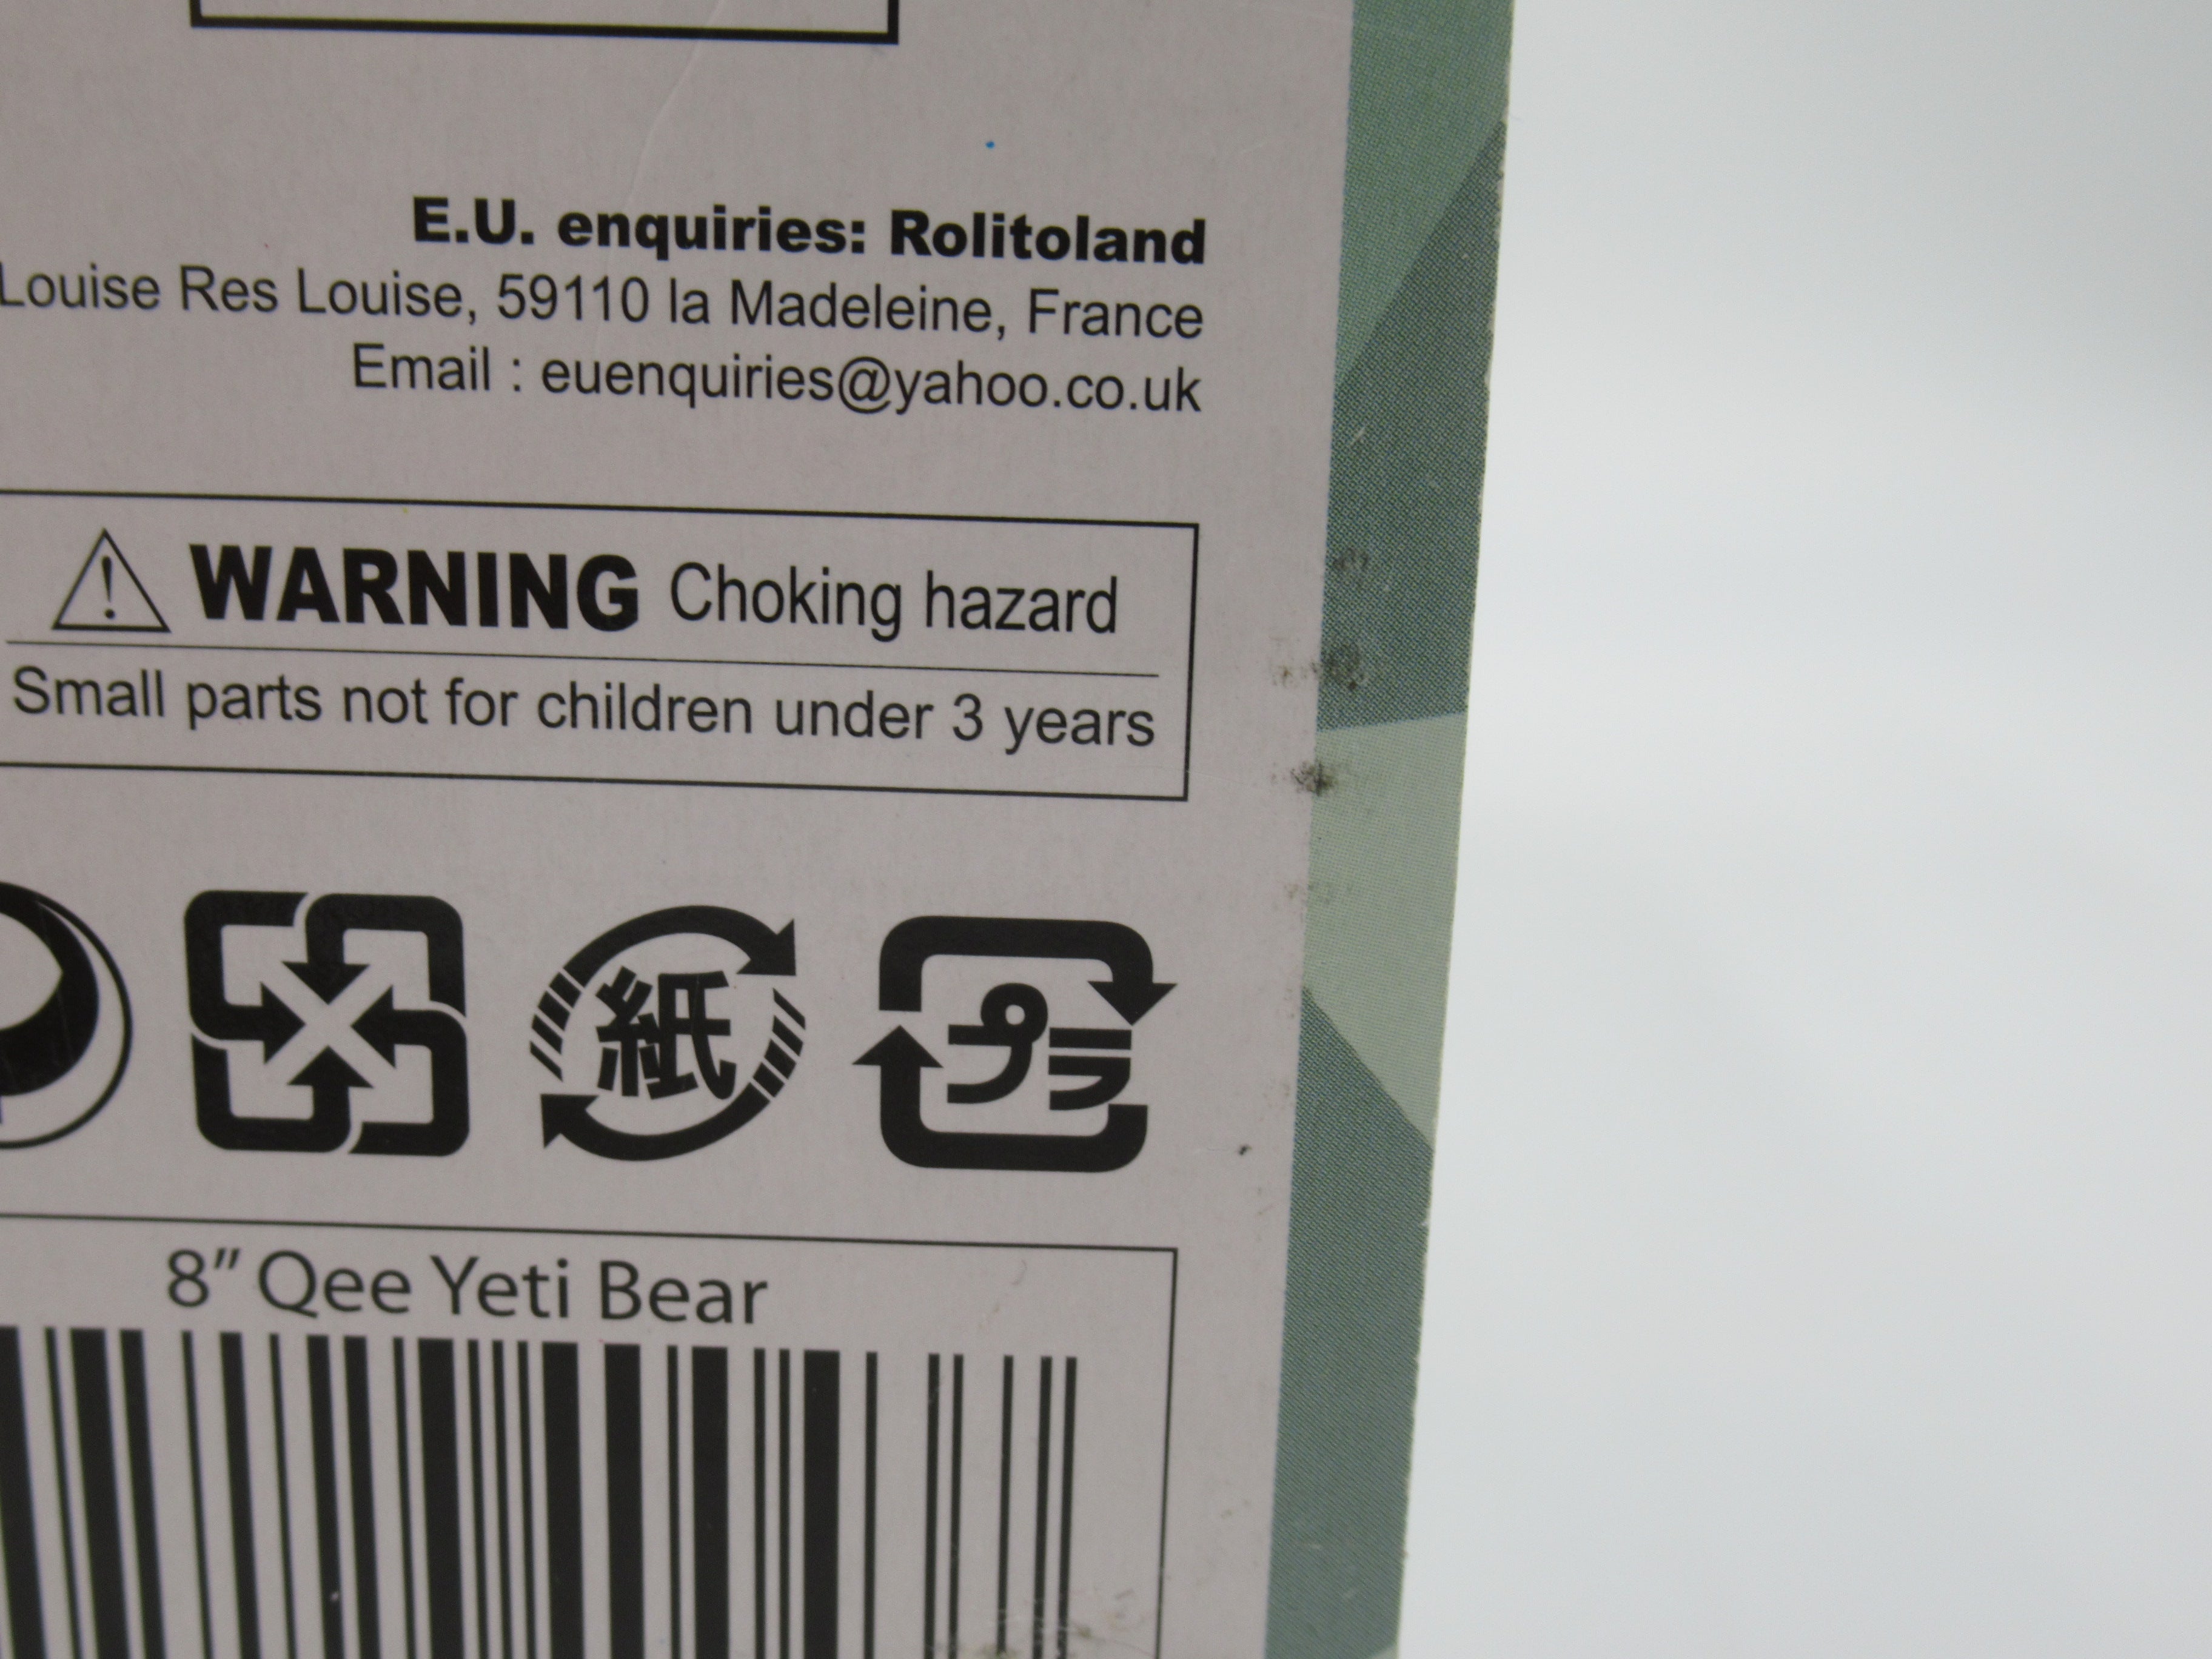 E.U. enquiries: Rolitoland
Louise Res Louise, 59110 la Madeleine, France
Email : euenquiries@yahoo.co.uk
WARNING Choking hazard
Small parts not for children under 3 years
紙 プラ
8” Qee Yeti Bear